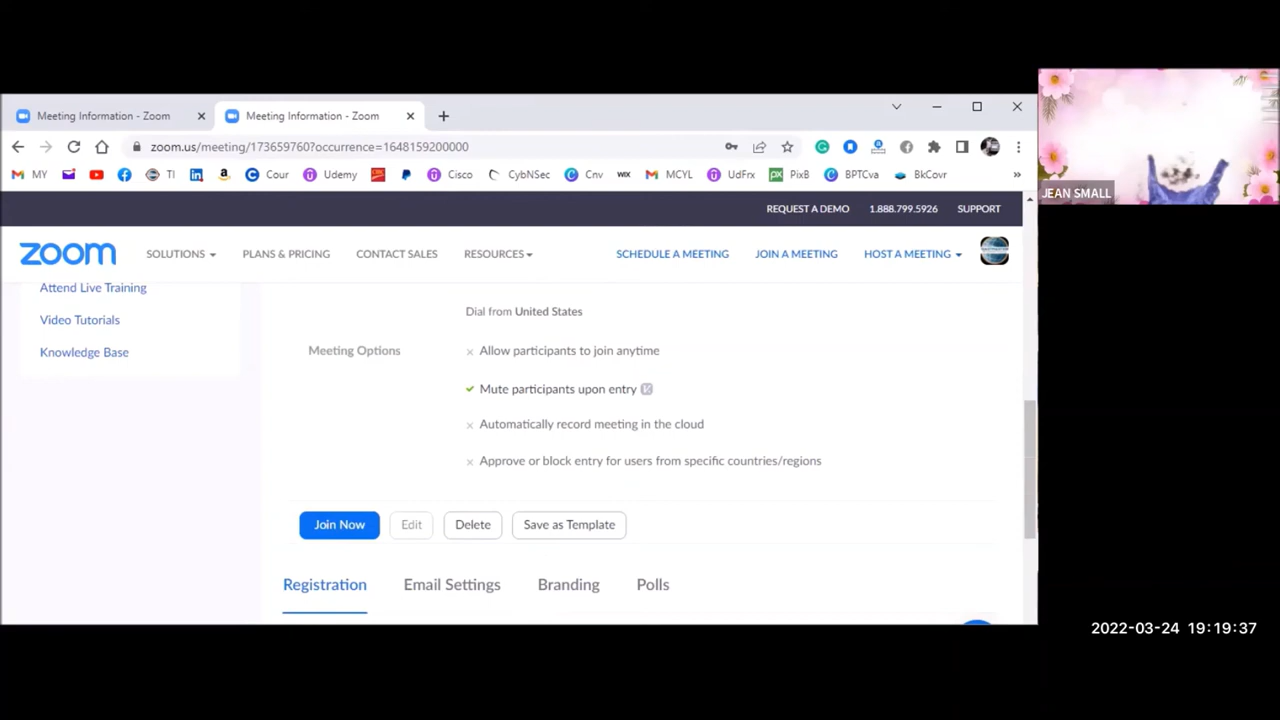 Meeting Information - Zoom
Meeting Information - Zoom
zoom.us/meeting/173659760?occurrence=1648159200000
MY TI Cour Udemy Cisco CybNSec Cnv WIX MCYL UdFrx PixB BPTCva BkCovr »
REQUEST A DEMO 1.888.799.5926 SUPPORT
zoom SOLUTIONS PLANS & PRICING CONTACT SALES RESOURCES SCHEDULE A MEETING JOIN A MEETING HOST A MEETING
Attend Live Training
Video Tutorials
Knowledge Base
Dial from United States
Meeting Options
Allow participants to join anytime
Mute participants upon entry
Automatically record meeting in the cloud
Approve or block entry for users from specific countries/regions
Join Now Edit Delete Save as Template
Registration Email Settings Branding Polls
JEAN SMALL
2022-03-24 19:19:37